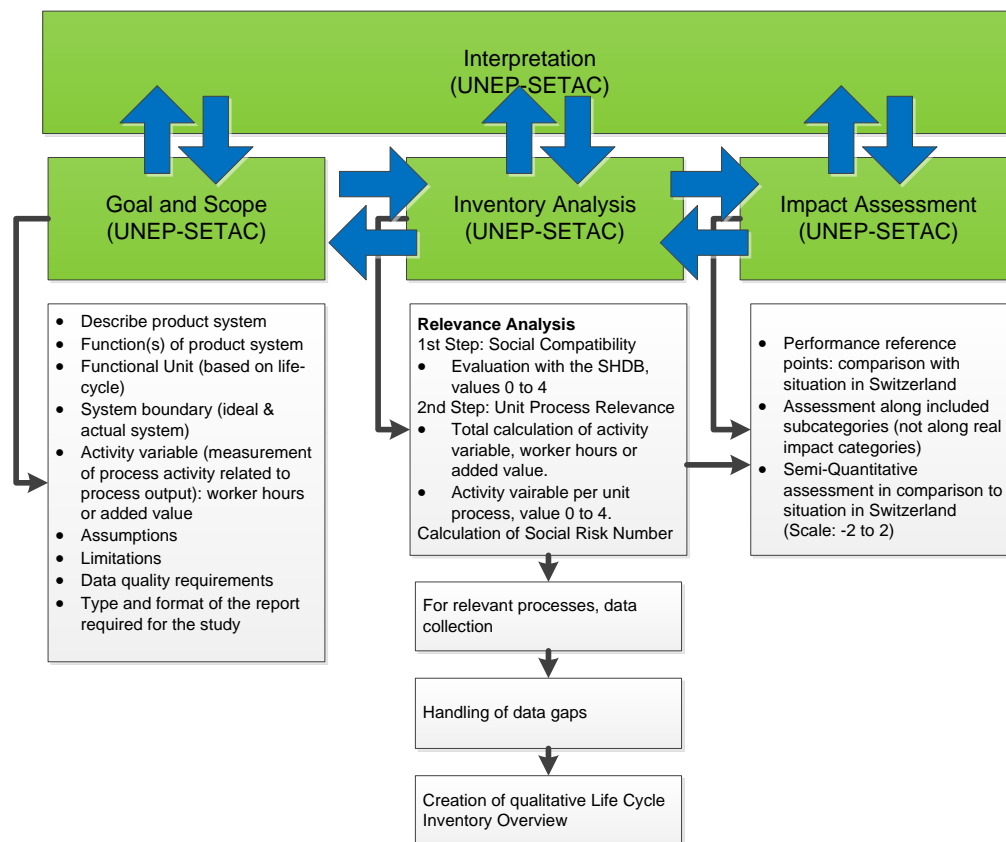 Interpretation
(UNEP-SETAC)
Goal and Scope
(UNEP-SETAC)
Inventory Analysis
(UNEP-SETAC)
Impact Assessment
(UNEP-SETAC)
• Describe product system
• Function(s) of product system
• Functional Unit (based on life-
cycle)
• System boundary (ideal &
actual system)
• Activity variable (measurement
of process activity related to
process output): worker hours
or added value
• Assumptions
• Limitations
• Data quality requirements
• Type and format of the report
required for the study
Relevance Analysis
1st Step: Social Compatibility
• Evaluation with the SHDB,
values 0 to 4
2nd Step: Unit Process Relevance
• Total calculation of activity
variable, worker hours or
added value.
• Activity vairable per unit
process, value 0 to 4.
Calculation of Social Risk Number
• Performance reference
points: comparison with
situation in Switzerland
• Assessment along included
subcategories (not along real
impact categories)
• Semi-Quantitative
assessment in comparison to
situation in Switzerland
(Scale: -2 to 2)
For relevant processes, data
collection
Handling of data gaps
Creation of qualitative Life Cycle
Inventory Overview